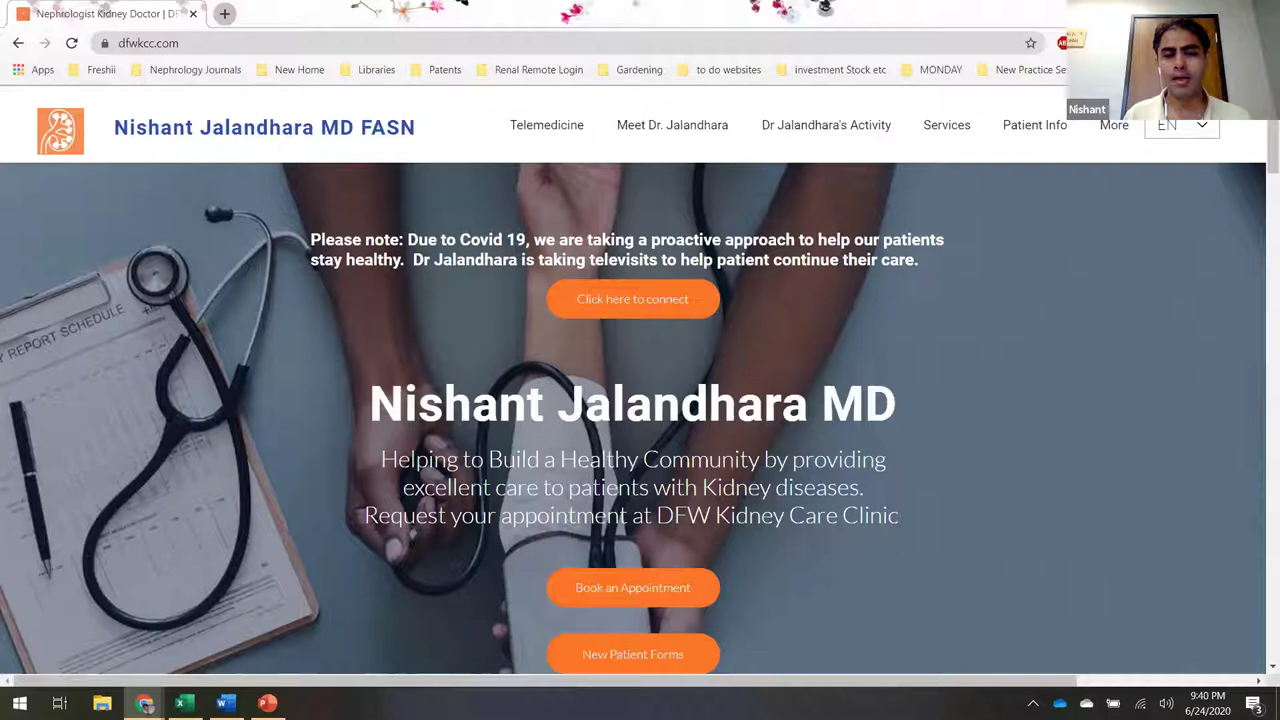 Nephrologist Kidney Doctor | DF
dfwkcc.com
Apps
Freshii
Nephrology Journals
New Home
Libraries
Patents
Renal Remote Login
Gardening
to do websites
investment Stock etc
MONDAY
New Practice Se
Nishant
Nishant Jalandhara MD FASN
Telemedicine
Meet Dr. Jalandhara
Dr Jalandhara's Activity
Services
Patient Info
More
EN
Please note: Due to Covid 19, we are taking a proactive approach to help our patients
stay healthy. Dr Jalandhara is taking televisits to help patient continue their care.
Click here to connect
Y REPORT SCHEDULE
Nishant Jalandhara MD
Helping to Build a Healthy Community by providing
excellent care to patients with Kidney diseases.
Request your appointment at DFW Kidney Care Clinic
Book an Appointment
New Patient Forms
9:40 PM
6/24/2020
3